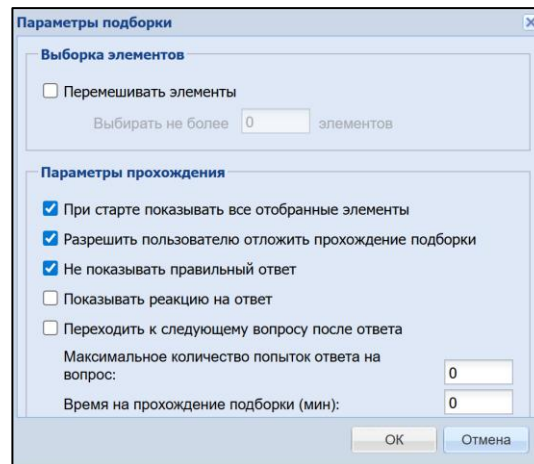 Параметры подборки
Выборка элементов
Перемешивать элементы
Выбирать не более 0 элементов
Параметры прохождения
При старте показывать все отобранные элементы
Разрешить пользователю отложить прохождение подборки
Не показывать правильный ответ
Показывать реакцию на ответ
Переходить к следующему вопросу после ответа
Максимальное количество попыток ответа на
вопрос: 0
Время на прохождение подборки (мин): 0
ОК Отмена